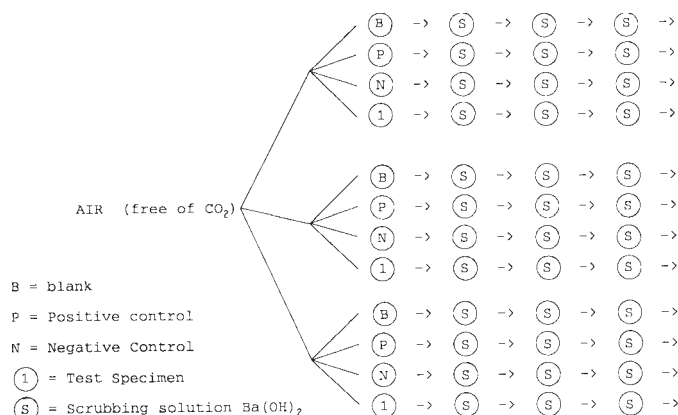 B -> S -> S -> S ->
P -> S -> S -> S ->
N -> S -> S -> S ->
1 -> S -> S -> S ->
B -> S -> S -> S ->
AIR (free of CO₂) P -> S -> S -> S ->
N -> S -> S -> S ->
1 -> S -> S -> S ->
B = blank
B -> S -> S -> S ->
P = Positive control
P -> S -> S -> S ->
N = Negative Control
N -> S -> S -> S ->
1 = Test Specimen
1 -> S -> S -> S ->
S = Scrubbing solution Ba(OH)₂